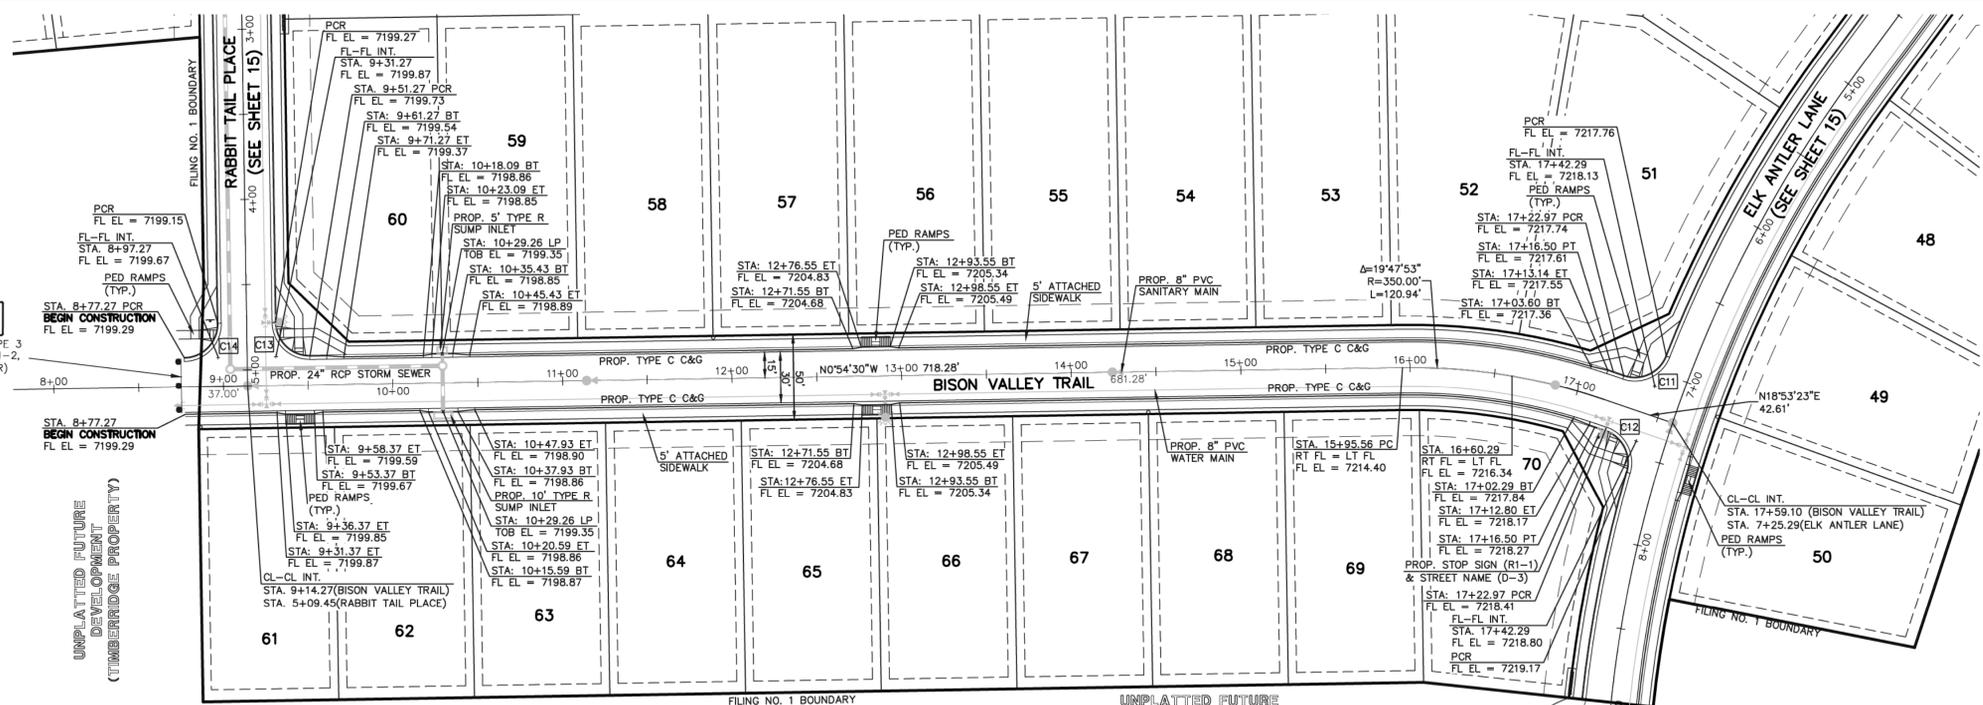 RABBIT TAIL PLACE
(SEE SHEET 15)
3+00
4+00
5+00
FILING NO. 1 BOUNDARY
PCR
FL EL = 7199.27
FL-FL INT.
STA. 9+31.27
FL EL = 7199.87
STA. 9+51.27 PCR
FL EL = 7199.73
STA: 9+61.27 BT
FL EL = 7199.54
STA: 9+71.27 ET
FL EL = 7199.37
STA: 10+18.09 BT
FL EL = 7198.86
STA: 10+23.09 ET
FL EL = 7198.85
PROP. 5' TYPE R
SUMP INLET
STA: 10+29.26 LP
TOB EL = 7199.35
STA: 10+35.43 BT
FL EL = 7198.85
STA: 10+45.43 ET
FL EL = 7198.89
60
59
58
57
56
55
54
53
52
51
48
49
50
PCR
FL EL = 7199.15
FL-FL INT.
STA. 8+97.27
FL EL = 7199.67
PED RAMPS
(TYP.)
STA. 8+77.27 PCR
BEGIN CONSTRUCTION
FL EL = 7199.29
C14
C13
STA: 12+76.55 ET
FL EL = 7204.83
STA: 12+71.55 BT
FL EL = 7204.68
PED RAMPS
(TYP.)
STA: 12+93.55 BT
FL EL = 7205.34
STA: 12+98.55 ET
FL EL = 7205.49
5' ATTACHED
SIDEWALK
PROP. 8" PVC
SANITARY MAIN
Δ=19°47'53"
R=350.00'
L=120.94'
PCR
FL EL = 7217.76
FL-FL INT.
STA. 17+42.29
FL EL = 7218.13
PED RAMPS
(TYP.)
STA: 17+22.97 PCR
FL EL = 7217.74
STA: 17+16.50 PT
FL EL = 7217.61
STA: 17+13.14 ET
FL EL = 7217.55
STA: 17+03.60 BT
FL EL = 7217.36
ELK ANTLER LANE
(SEE SHEET 15)
5+00
6+00
7+00
8+00
C11
C12
N18°53'23"E
42.61'
PE 3
8+00
9+00
37.00'
10+00
11+00
12+00
13+00
14+00
15+00
16+00
17+00
PROP. 24" RCP STORM SEWER
PROP. TYPE C C&G
PROP. TYPE C C&G
PROP. TYPE C C&G
PROP. TYPE C C&G
15'
30'
50'
N0°54'30"W 718.28'
681.28'
BISON VALLEY TRAIL
STA. 8+77.27
BEGIN CONSTRUCTION
FL EL = 7199.29
UNPLATTED FUTURE
DEVELOPMENT
(TIMBERRIDGE PROPERTY)
STA: 9+58.37 ET
FL EL = 7199.59
STA: 9+53.37 BT
FL EL = 7199.67
PED RAMPS
(TYP.)
STA: 9+36.37 ET
FL EL = 7199.85
STA: 9+31.37 ET
FL EL = 7199.87
CL-CL INT.
STA. 9+14.27(BISON VALLEY TRAIL)
STA. 5+09.45(RABBIT TAIL PLACE)
STA: 10+47.93 ET
FL EL = 7198.90
STA: 10+37.93 BT
FL EL = 7198.86
PROP. 10' TYPE R
SUMP INLET
STA: 10+29.26 LP
TOB EL = 7199.35
STA: 10+20.59 ET
FL EL = 7198.86
STA: 10+15.59 BT
FL EL = 7198.87
5' ATTACHED
SIDEWALK
STA: 12+71.55 BT
FL EL = 7204.68
STA:12+76.55 ET
FL EL = 7204.83
STA: 12+98.55 ET
FL EL = 7205.49
STA: 12+93.55 BT
FL EL = 7205.34
PROP. 8" PVC
WATER MAIN
STA. 15+95.56 PC
RT FL = LT FL
FL EL = 7214.40
STA. 16+60.29
RT FL = LT FL
FL EL = 7216.34
STA: 17+02.29 BT
FL EL = 7217.84
STA: 17+12.80 ET
FL EL = 7218.17
STA: 17+16.50 PT
FL EL = 7218.27
PROP. STOP SIGN (R1-1)
& STREET NAME (D-3)
STA: 17+22.97 PCR
FL EL = 7218.41
FL-FL INT.
STA. 17+42.29
FL EL = 7218.80
PCR
FL EL = 7219.17
CL-CL INT.
STA. 17+59.10 (BISON VALLEY TRAIL)
STA. 7+25.29(ELK ANTLER LANE)
PED RAMPS
(TYP.)
61
62
63
64
65
66
67
68
69
70
FILING NO. 1 BOUNDARY
FILING NO. 1 BOUNDARY
UNPLATTED FUTURE